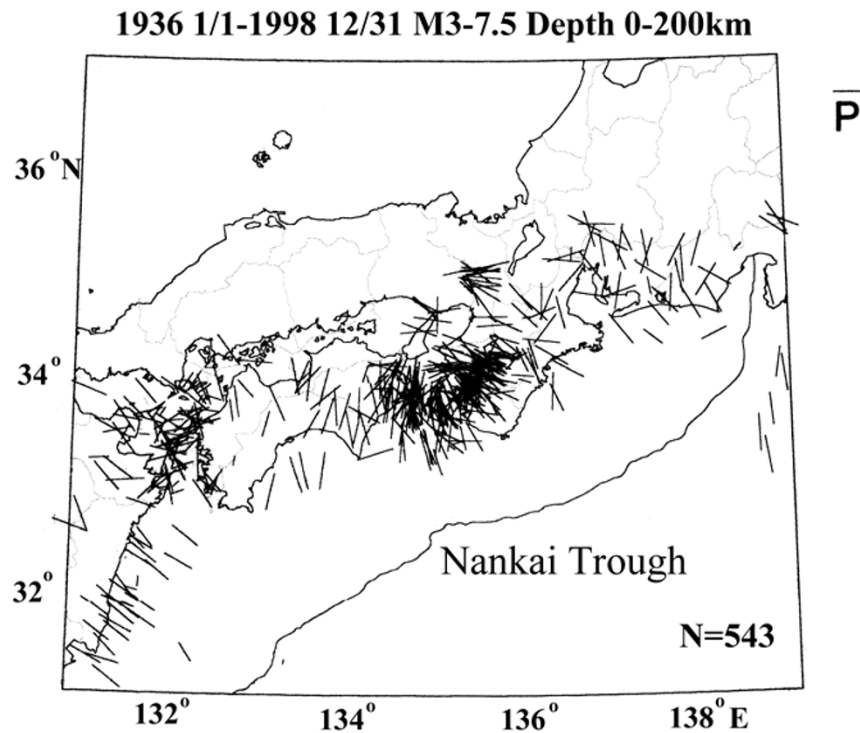 1936 1/1-1998 12/31 M3-7.5 Depth 0-200km
P
36°N
34°
32°
Nankai Trough
N=543
132° 134° 136° 138°E